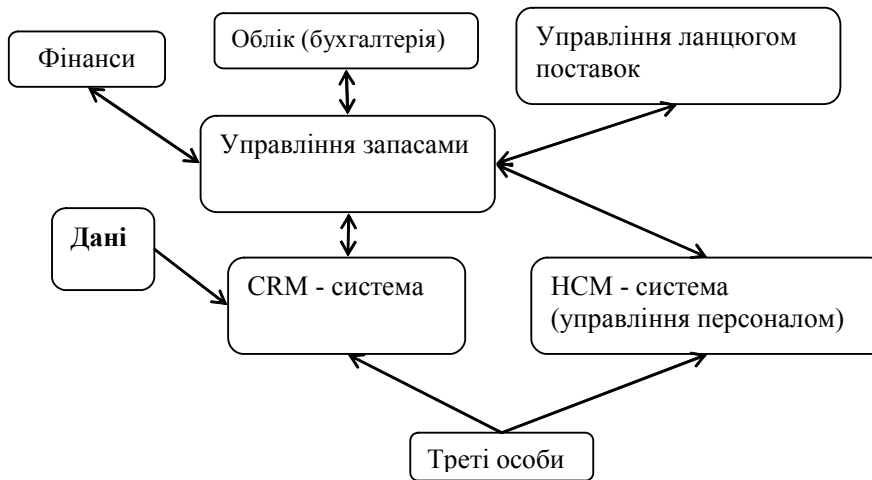 Фінанси
Облік (бухгалтерія)
Управління ланцюгом
поставок
Управління запасами
Дані
CRM - система
HCM - система
(управління персоналом)
Треті особи